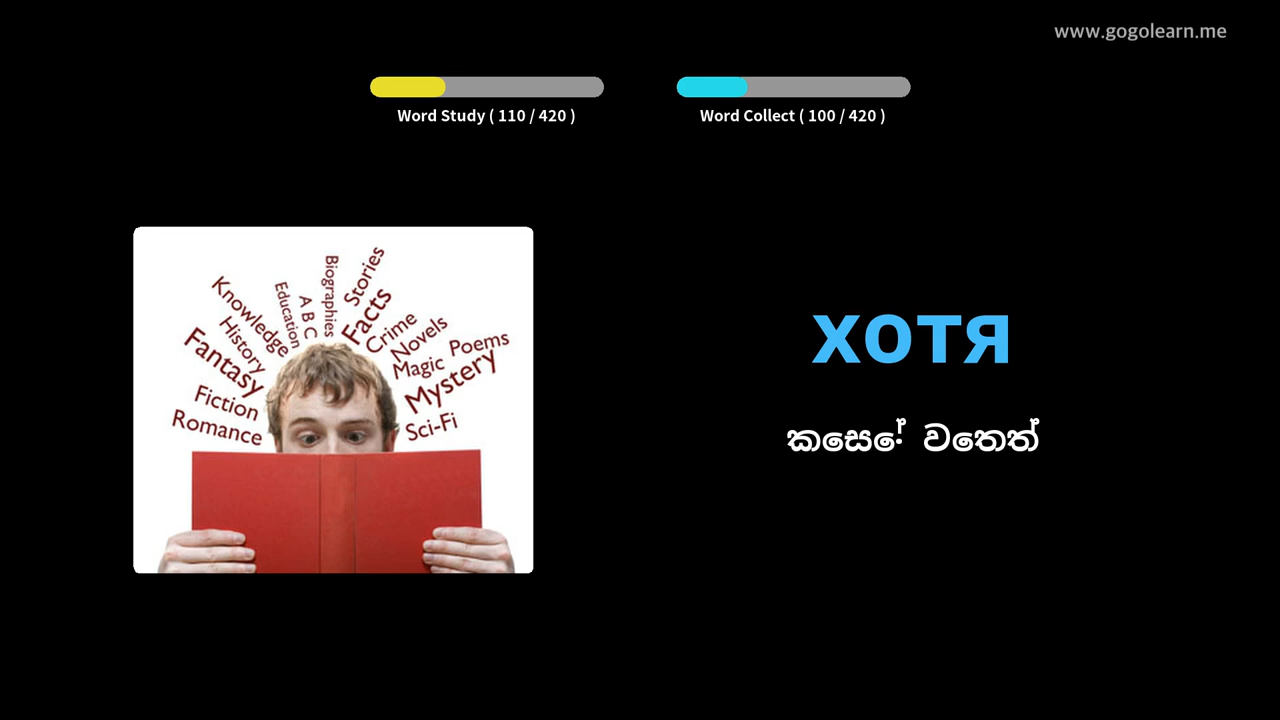 www.gogolearn.me
Word Study ( 110 / 420 )
Word Collect ( 100 / 420 )
Knowledge
Education
A B C
Biographies
Stories
Facts
Crime
Novels
Poems
History
Magic
Fantasy
Mystery
Fiction
Romance
Sci-Fi
хотя
කෙසේ වෙතත්